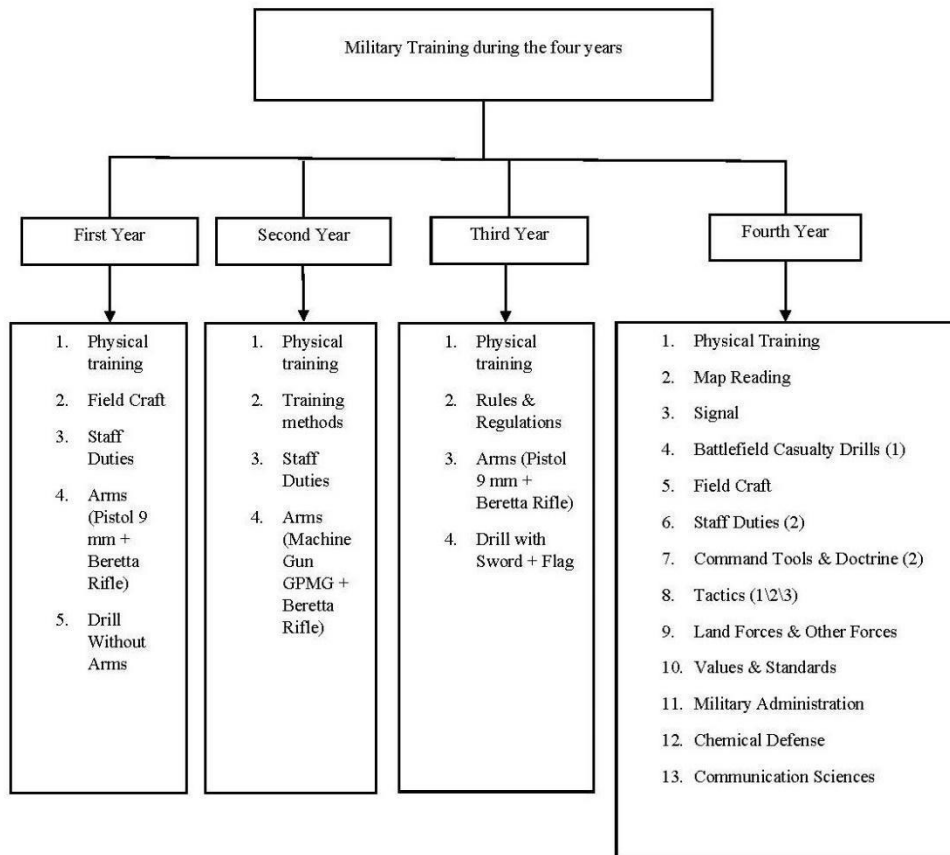 Military Training during the four years
First Year
Second Year
Third Year
Fourth Year
1. Physical
training
2. Field Craft
3. Staff
Duties
4. Arms
(Pistol 9
mm +
Beretta
Rifle)
5. Drill
Without
Arms
1. Physical
training
2. Training
methods
3. Staff
Duties
4. Arms
(Machine
Gun
GPMG +
Beretta
Rifle)
1. Physical
training
2. Rules &
Regulations
3. Arms (Pistol
9 mm +
Beretta Rifle)
4. Drill with
Sword + Flag
1. Physical Training
2. Map Reading
3. Signal
4. Battlefield Casualty Drills (1)
5. Field Craft
6. Staff Duties (2)
7. Command Tools & Doctrine (2)
8. Tactics (1\2\3)
9. Land Forces & Other Forces
10. Values & Standards
11. Military Administration
12. Chemical Defense
13. Communication Sciences